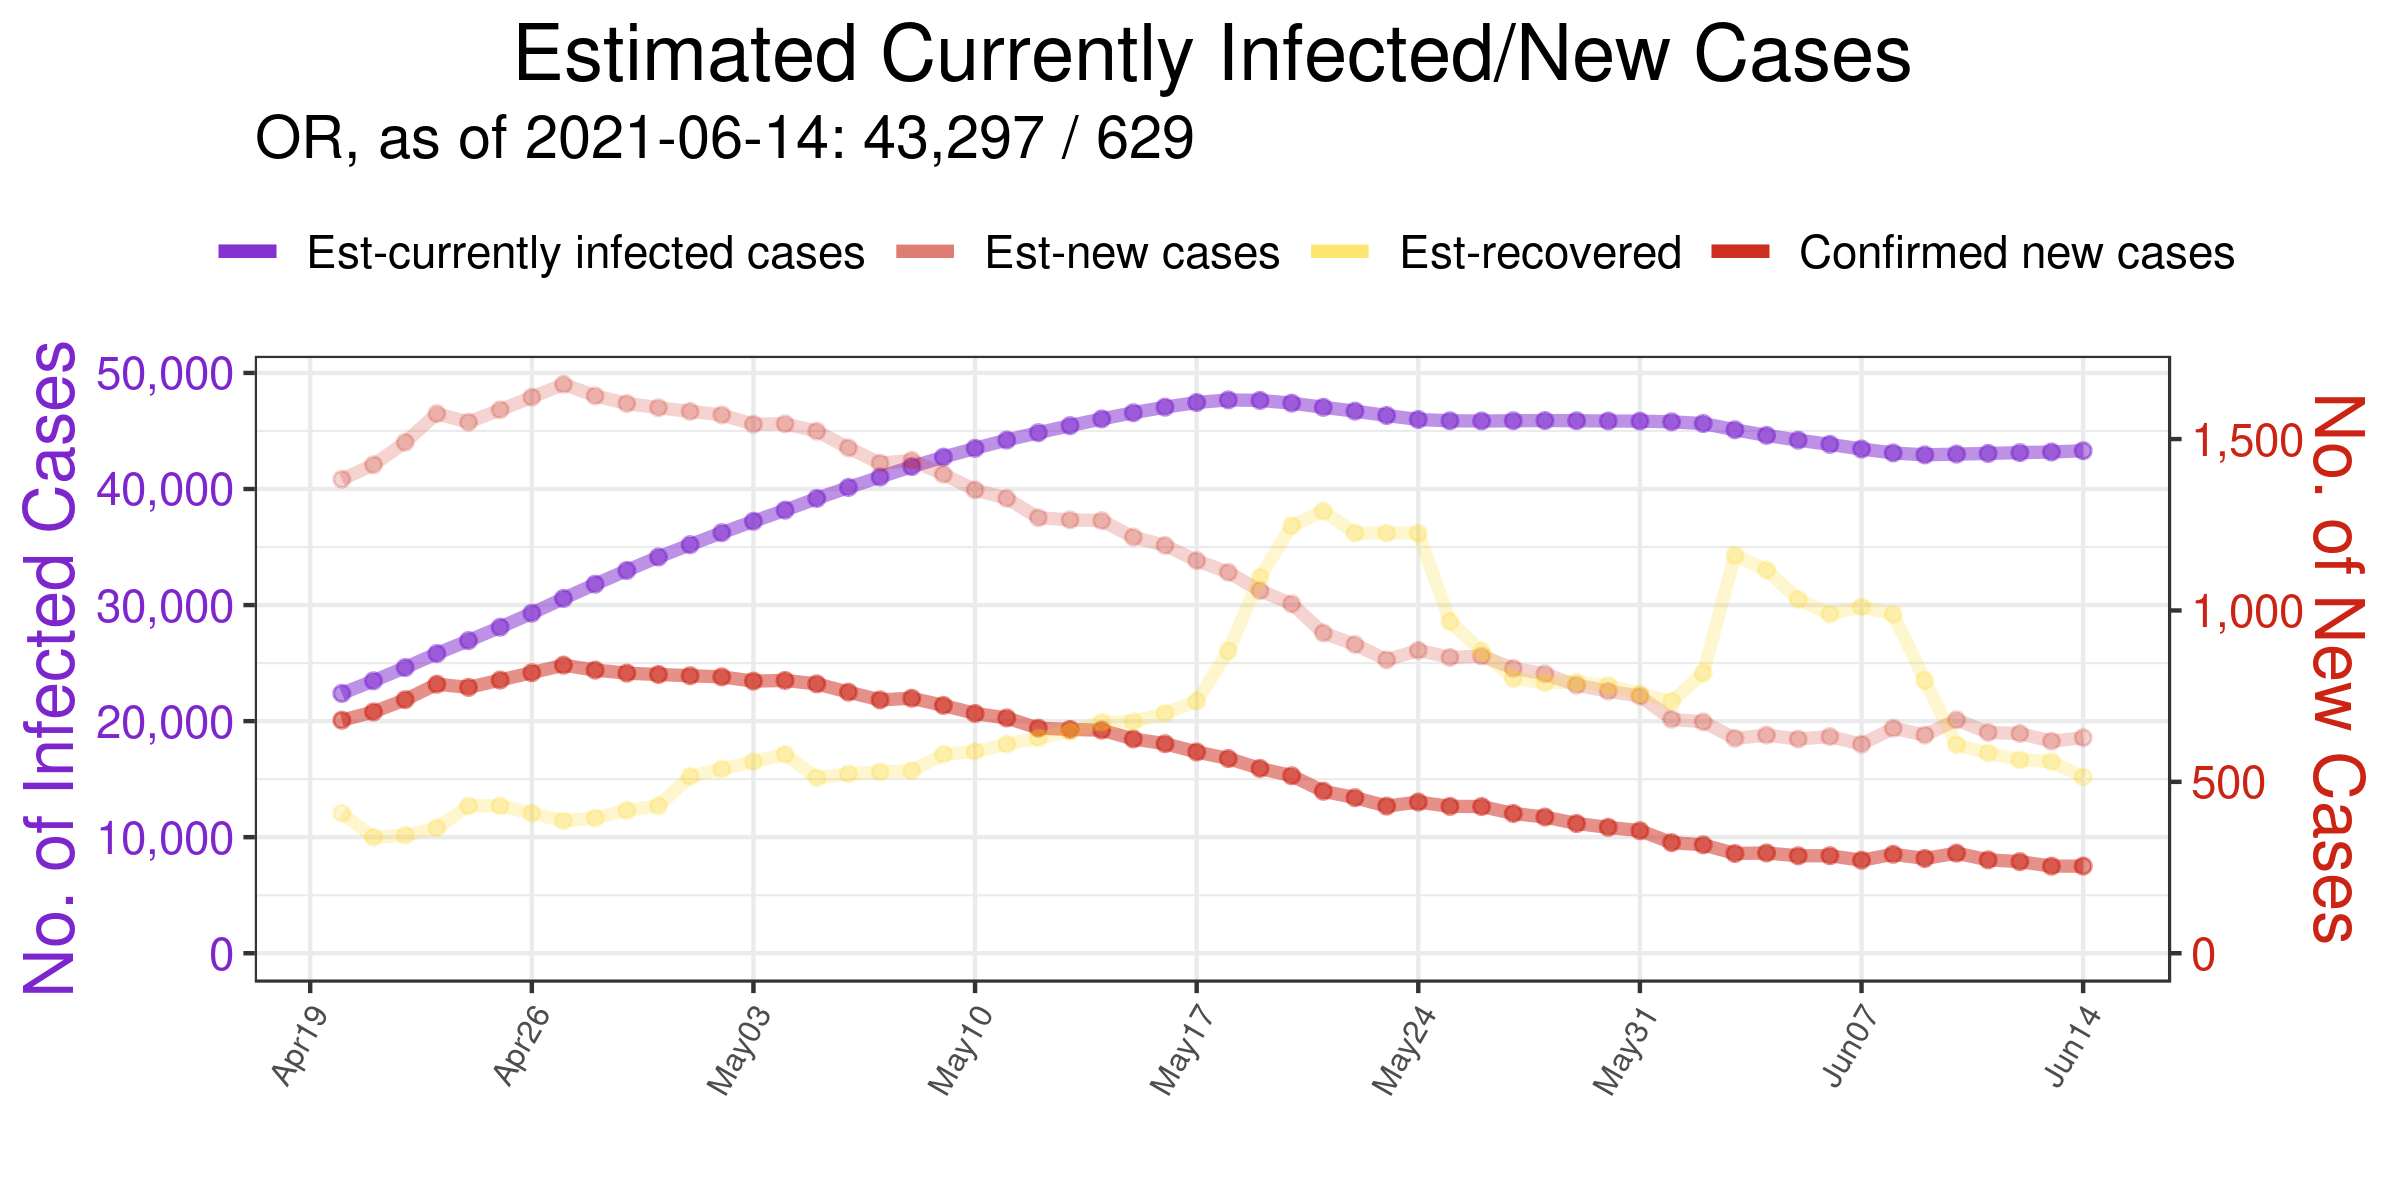 Estimated Currently Infected/New Cases
OR, as of 2021-06-14: 43,297 / 629
Est-currently infected cases Est-new cases Est-recovered Confirmed new cases
No. of Infected Cases
50,000
40,000
30,000
20,000
10,000
0
1,500
1,000
500
0
No. of New Cases
Apr19 Apr26 May03 May10 May17 May24 May31 Jun07 Jun14